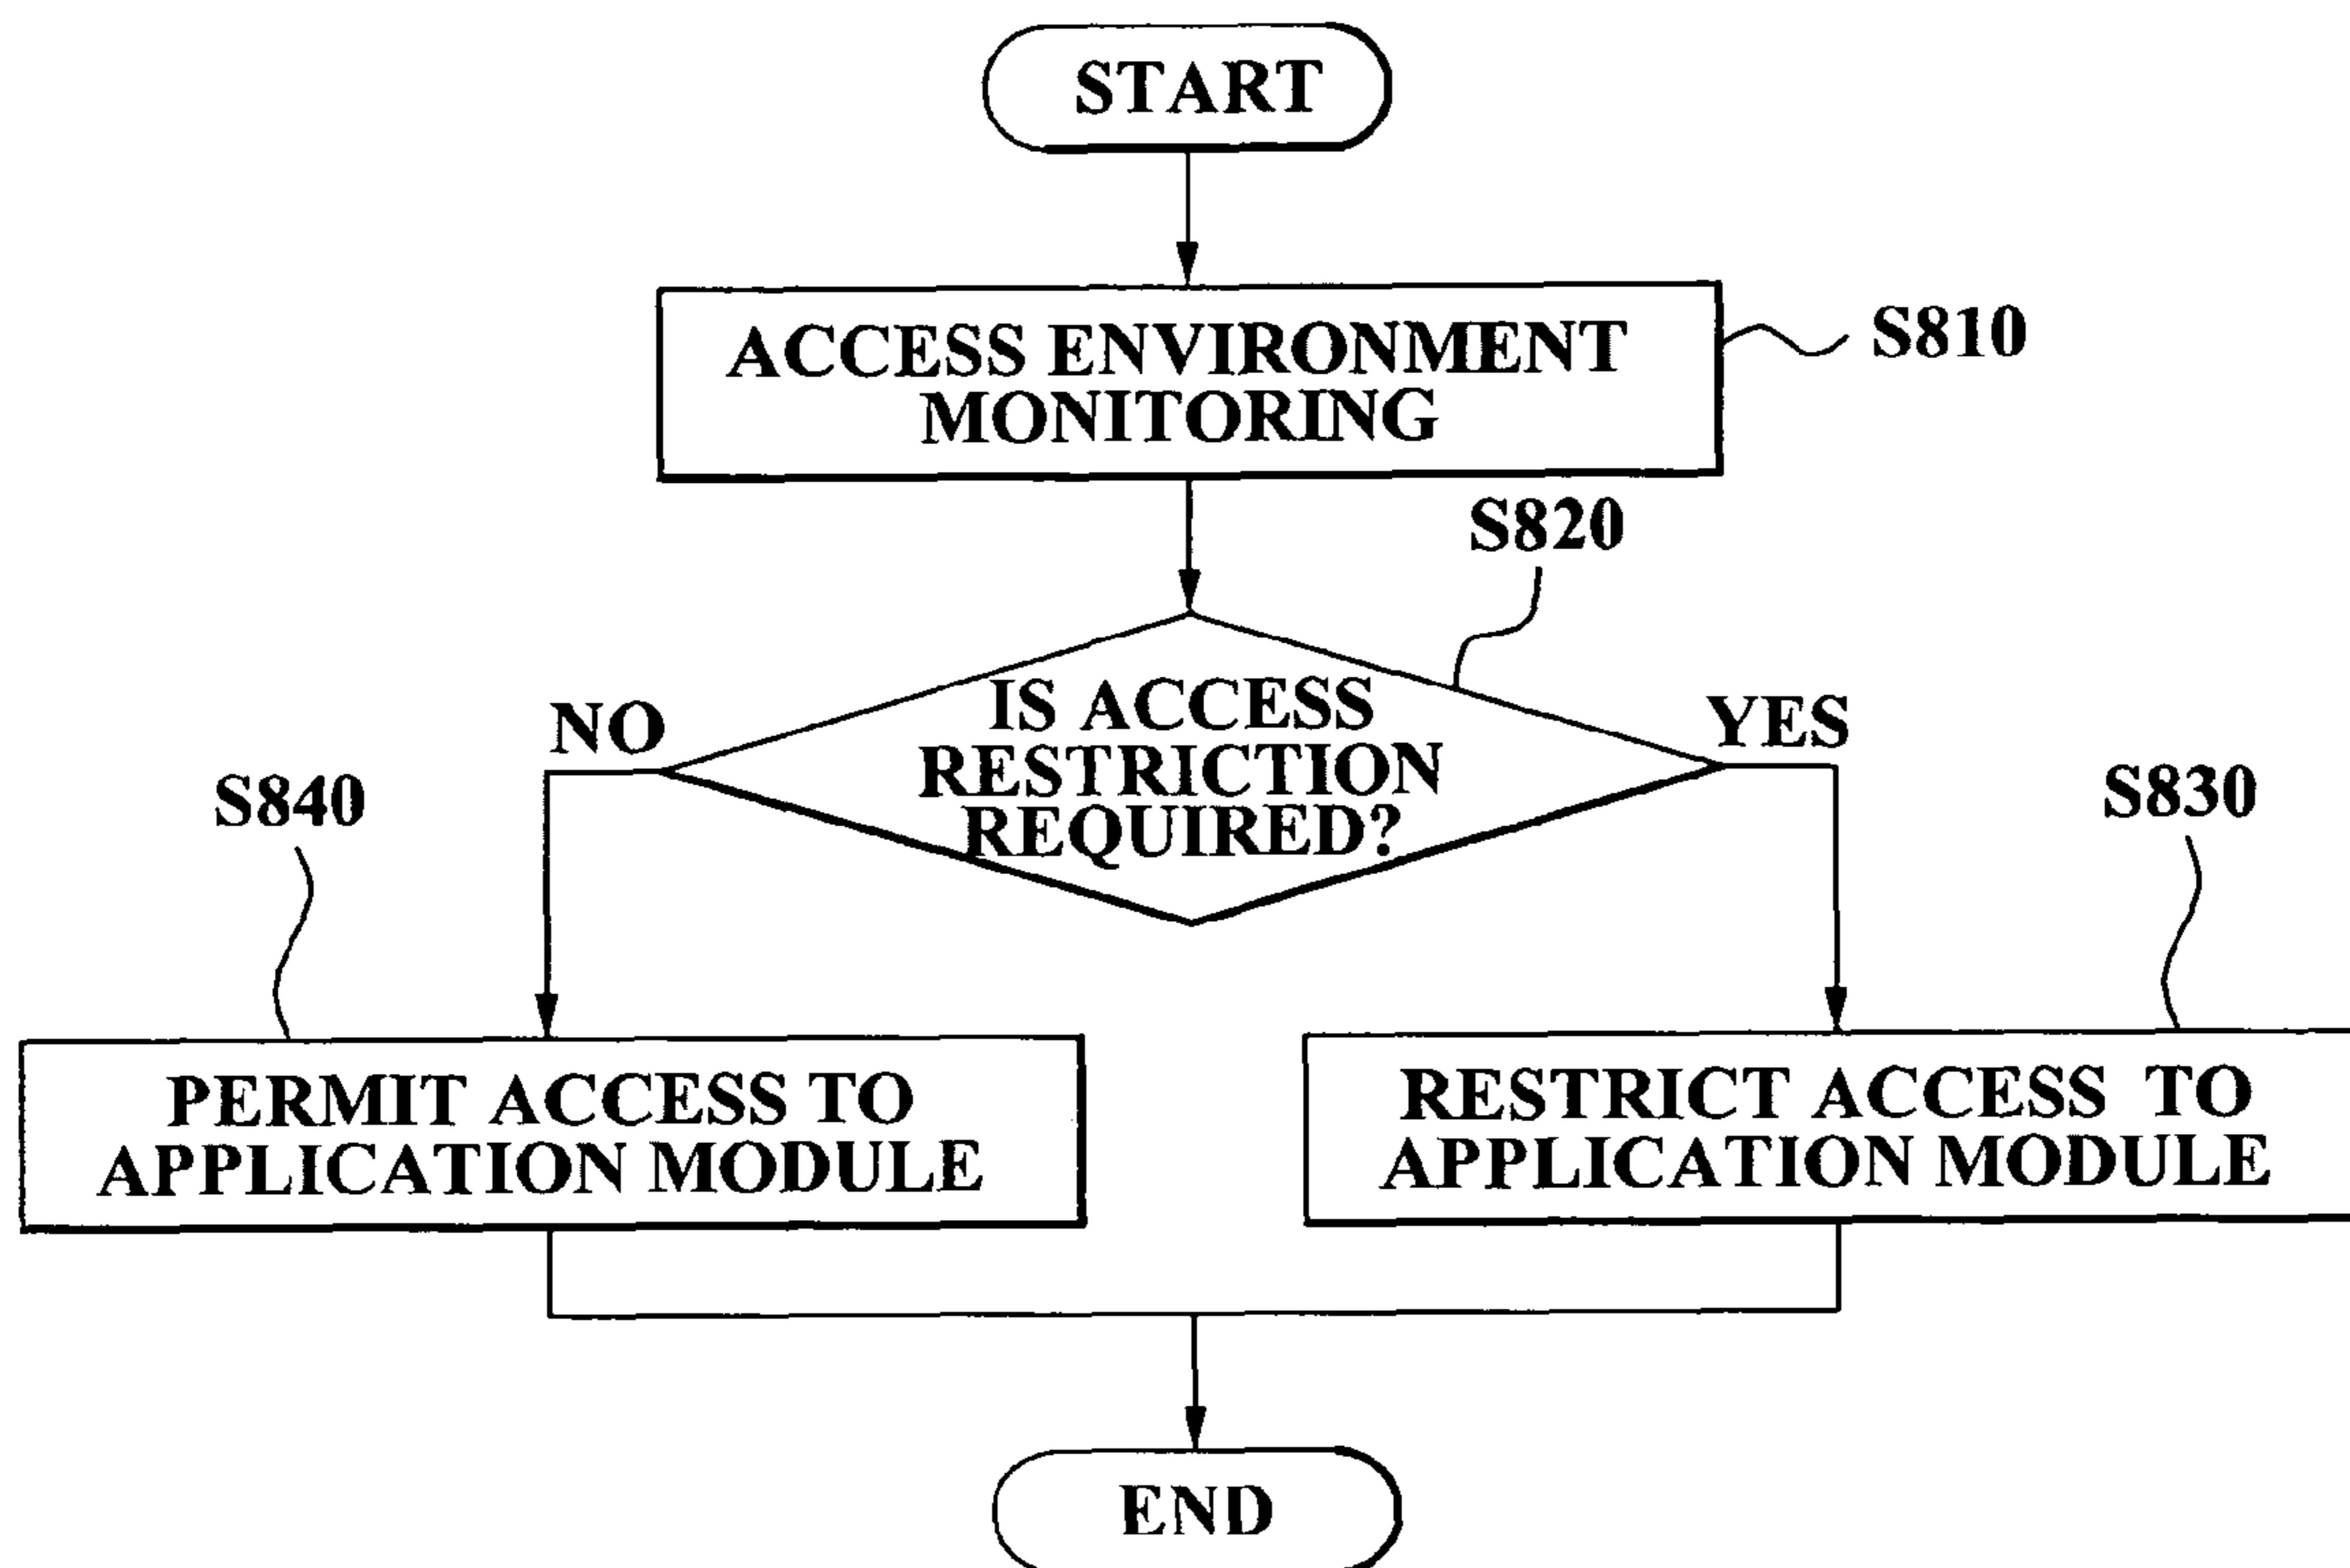 START
ACCESS ENVIRONMENT
MONITORING
S810
S820
IS ACCESS
RESTRICTION
REQUIRED?
NO
YES
S840
S830
PERMIT ACCESS TO
APPLICATION MODULE
RESTRICT ACCESS TO
APPLICATION MODULE
END